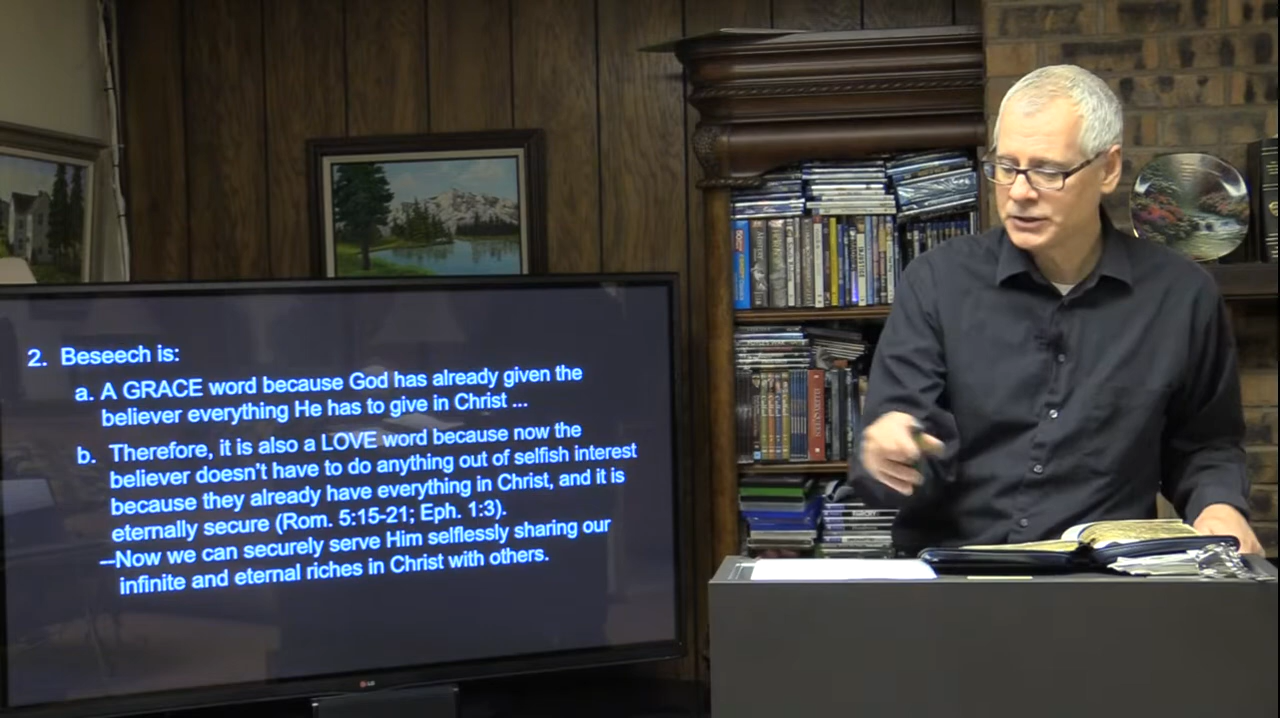 2. Beseech is:
a. A GRACE word because God has already given the
believer everything He has to give in Christ ...
b. Therefore, it is also a LOVE word because now the
believer doesn't have to do anything out of selfish interest
because they already have everything in Christ, and it is
eternally secure (Rom. 5:15-21; Eph. 1:3).
--Now we can securely serve Him selflessly sharing our
infinite and eternal riches in Christ with others.
LG